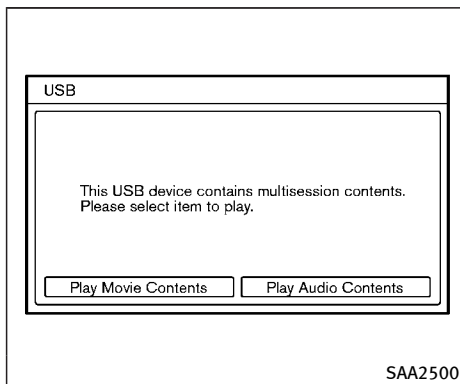 USB
This USB device contains multisession contents.
Please select item to play.
Play Movie Contents
Play Audio Contents
SAA2500